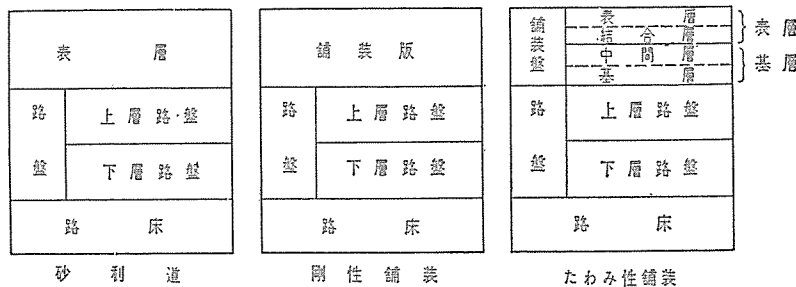 表層
路盤
上層路盤
下層路盤
路床
砂利道
舗装版
路盤
上層路盤
下層路盤
路床
剛性舗装
舗装盤
表層
結合層
中間層
基層
表層
基層
路盤
上層路盤
下層路盤
路床
たわみ性舗装